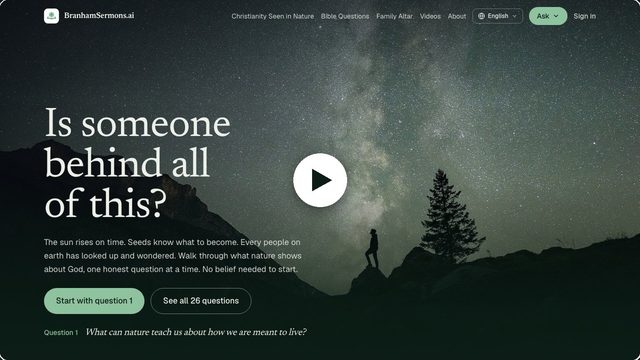 BranhamSermons.ai
Christianity Seen in Nature
Bible Questions
Family Altar
Videos
About
English
Ask
Sign in
Is someone
behind all
of this?
The sun rises on time. Seeds know what to become. Every people on
earth has looked up and wondered. Walk through what nature shows
about God, one honest question at a time. No belief needed to start.
Start with question 1
See all 26 questions
Question 1 What can nature teach us about how we are meant to live?